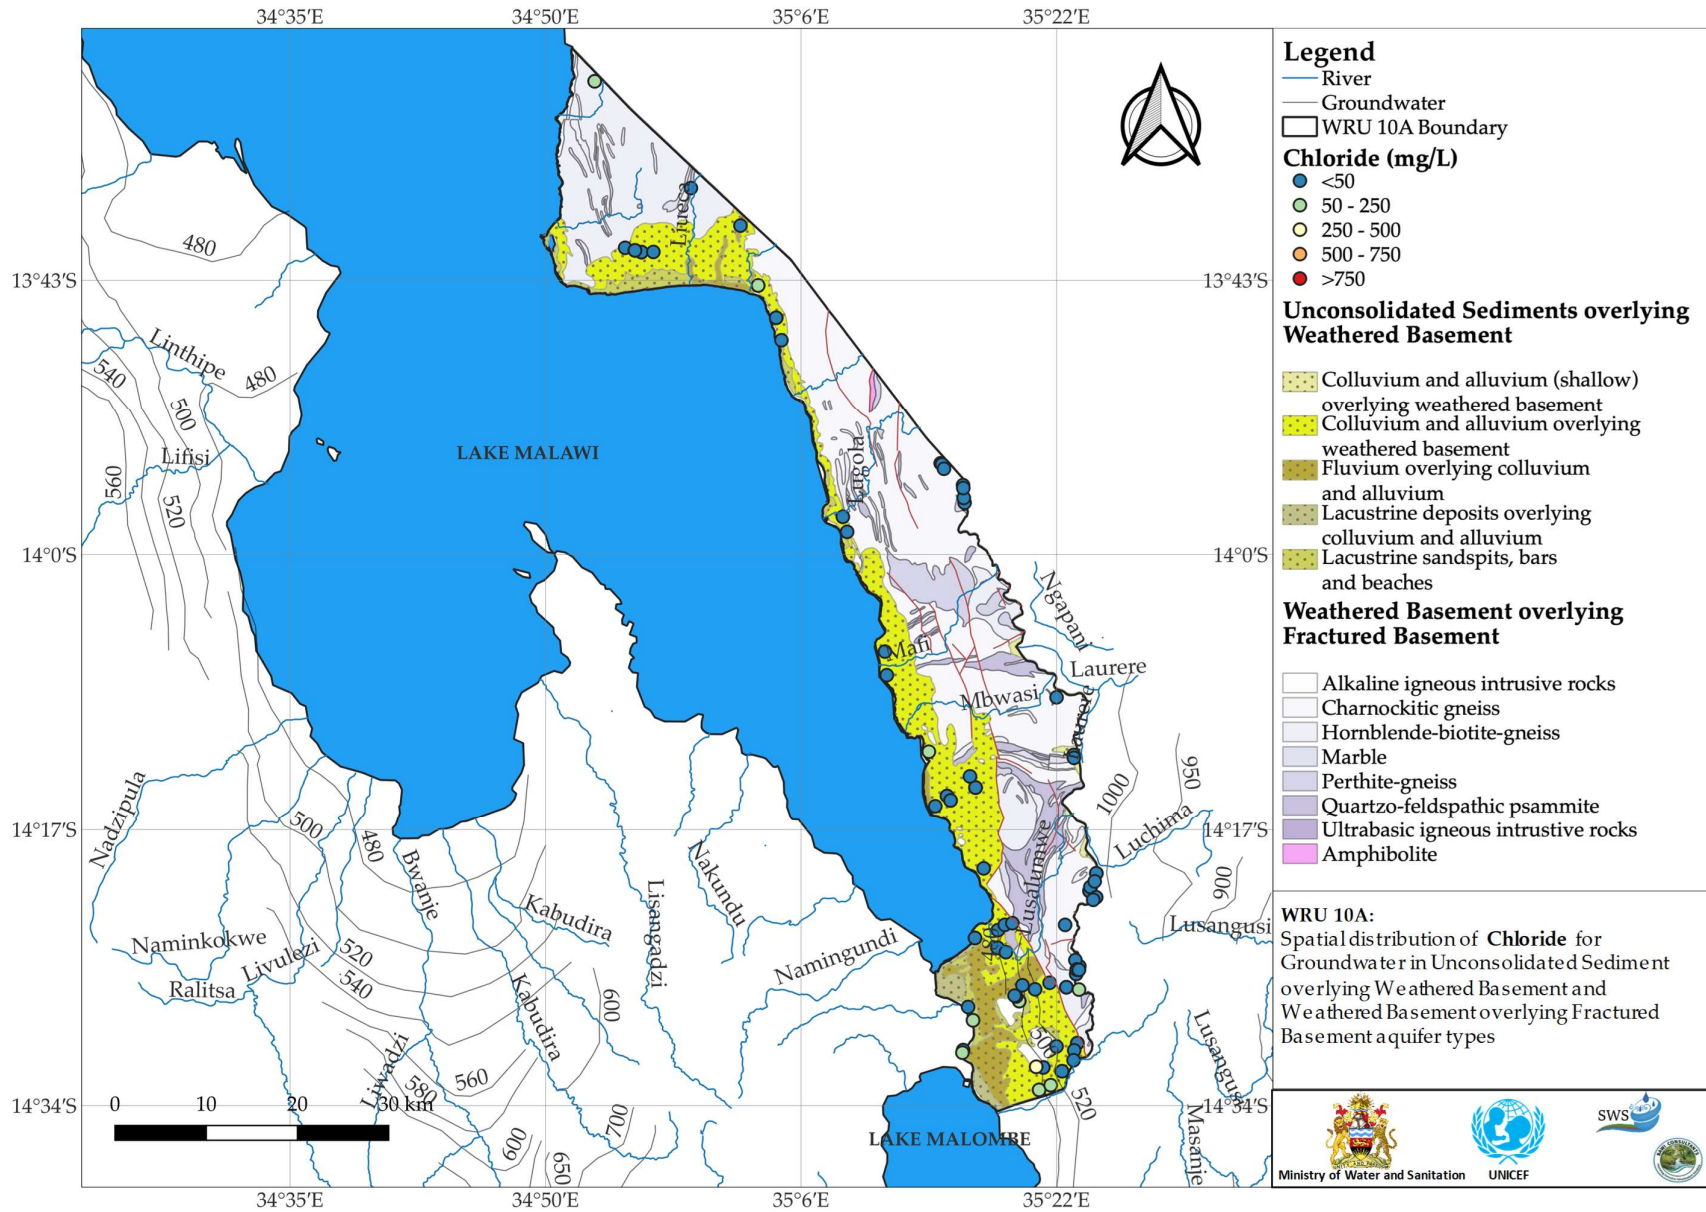 34°35′E
34°50′E
35°6′E
35°22′E
13°43′S
13°43′S
14°0′S
14°0′S
14°17′S
14°17′S
14°34′S
14°34′S
34°35′E
34°50′E
35°6′E
35°22′E
480
Linthipe
480
540
500
Lifisi
560
520
LAKE MALAWI
Liueca
Lugola
Ngapani
Mafi
Laurere
Mbwasi
Laurere
1000
950
Luchima
900
Lusangusi
Lusalumwe
480
500
520
Lusangusi
Masanje
Nadzipula
500
480
Bwanje
Kabudira
Lisangadzi
Nakundu
Namingundi
Naminkokwe
Livulezi
520
540
Ralitsa
Kabudira
600
Liwadzi
580
560
600
650
700
0 10 20 30 km
LAKE MALOMBE
Legend
River
Groundwater
WRU 10A Boundary
Chloride (mg/L)
<50
50 - 250
250 - 500
500 - 750
>750
Unconsolidated Sediments overlying
Weathered Basement
Colluvium and alluvium (shallow)
overlying weathered basement
Colluvium and alluvium overlying
weathered basement
Fluvium overlying colluvium
and alluvium
Lacustrine deposits overlying
colluvium and alluvium
Lacustrine sandspits, bars
and beaches
Weathered Basement overlying
Fractured Basement
Alkaline igneous intrusive rocks
Charnockitic gneiss
Hornblende-biotite-gneiss
Marble
Perthite-gneiss
Quartzo-feldspathic psammite
Ultrabasic igneous intrustive rocks
Amphibolite
WRU 10A:
Spatial distribution of Chloride for
Groundwater in Unconsolidated Sediment
overlying Weathered Basement and
Weathered Basement overlying Fractured
Basement aquifer types
Ministry of Water and Sanitation
UNICEF
SWS